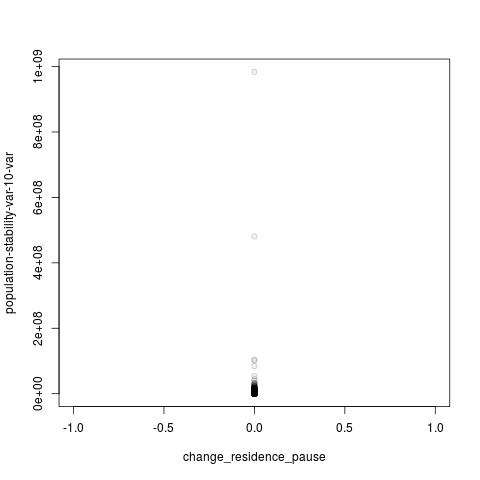 population-stability-var-10-var
1e+09
8e+08
6e+08
4e+08
2e+08
0e+00
-1.0 -0.5 0.0 0.5 1.0
change_residence_pause